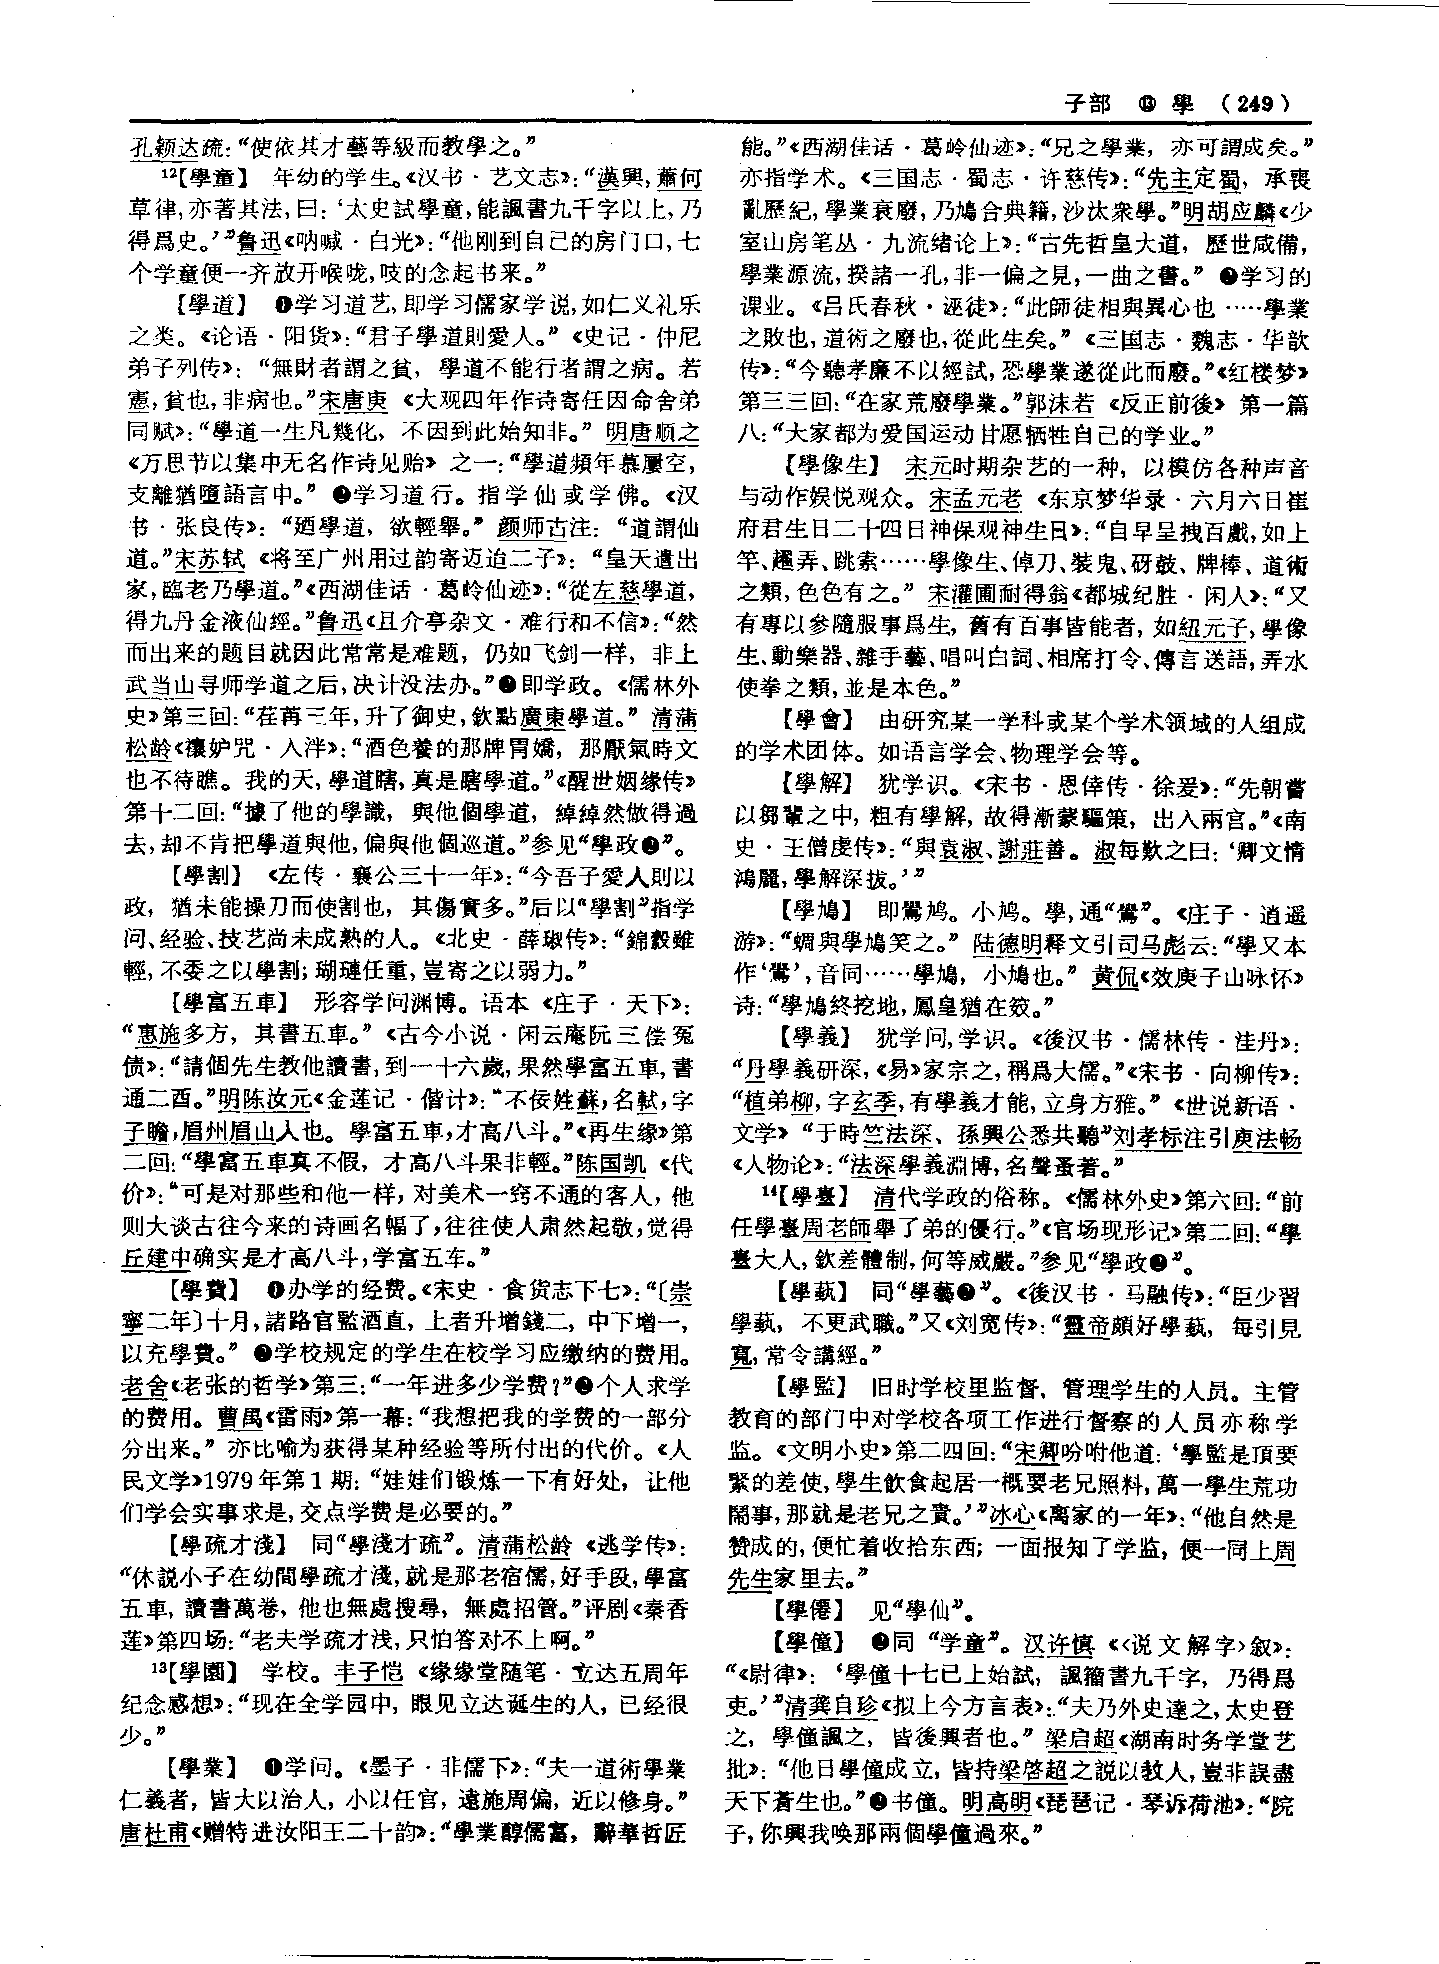 子部 ⓭ 學 (249)
孔颖达疏:“使依其才藝等級而教學之。”
¹²【學童】 年幼的学生。《汉书·艺文志》:“漢興,蕭何
草律,亦著其法,曰:‘太史試學童,能諷書九千字以上,乃
得爲史。’”鲁迅《呐喊·白光》:“他刚到自己的房门口,七
个学童便一齐放开喉咙,吱的念起书来。”
【學道】 ❶学习道艺,即学习儒家学说,如仁义礼乐
之类。《论语·阳货》:“君子學道則愛人。”《史记·仲尼
弟子列传》:“無財者謂之貧,學道不能行者謂之病。若
憲,貧也,非病也。”宋唐庚《大观四年作诗寄任因命舍弟
同赋》:“學道一生凡幾化,不因到此始知非。”明唐顺之
《万思节以集中无名作诗见贻》之一:“學道頻年慕屢空,
支離猶墮語言中。”❷学习道行。指学仙或学佛。《汉
书·张良传》:“廼學道,欲輕舉。”颜师古注:“道謂仙
道。”宋苏轼《将至广州用过韵寄迈迨二子》:“皇天遣出
家,臨老乃學道。”《西湖佳话·葛岭仙迹》:“從左慈學道,
得九丹金液仙經。”鲁迅《且介亭杂文·难行和不信》:“然
而出来的题目就因此常常是难题,仍如飞剑一样,非上
武当山寻师学道之后,决计没法办。”❸即学政。《儒林外
史》第三回:“荏苒三年,升了御史,欽點廣東學道。”清蒲
松龄《禳妒咒·入泮》:“酒色養的那牌胃嬌,那厭氣時文
也不待瞧。我的天,學道瞎,真是瞎學道。”《醒世姻缘传》
第十二回:“據了他的學識,與他個學道,綽綽然做得過
去,却不肯把學道與他,偏與他個巡道。”参见“學政❷”。
【學割】 《左传·襄公三十一年》:“今吾子愛人則以
政,猶未能操刀而使割也,其傷實多。”后以“學割”指学
问、经验、技艺尚未成熟的人。《北史·薛琡传》:“錦縠雖
輕,不委之以學割;瑚璉任重,豈寄之以弱力。”
【學富五車】 形容学问渊博。语本《庄子·天下》:
“惠施多方,其書五車。”《古今小说·闲云庵阮三偿冤
债》:“請個先生教他讀書,到一十六歲,果然學富五車,書
通二酉。”明陈汝元《金莲记·偕计》:“不佞姓蘇,名軾,字
子瞻,眉州眉山人也。學富五車,才高八斗。”《再生缘》第
二回:“學富五車真不假,才高八斗果非輕。”陈国凯《代
价》:“可是对那些和他一样,对美术一窍不通的客人,他
则大谈古往今来的诗画名幅了,往往使人肃然起敬,觉得
丘建中确实是才高八斗,学富五车。”
【學費】 ❶办学的经费。《宋史·食货志下七》:“〔崇
寧二年〕十月,諸路官監酒直,上者升增錢二,中下增一,
以充學費。”❷学校规定的学生在校学习应缴纳的费用。
老舍《老张的哲学》第三:“一年进多少学费?”❸个人求学
的费用。曹禺《雷雨》第一幕:“我想把我的学费的一部分
分出来。”亦比喻为获得某种经验等所付出的代价。《人
民文学》1979年第1期:“娃娃们锻炼一下有好处,让他
们学会实事求是,交点学费是必要的。”
【學疏才淺】 同“學淺才疏”。清蒲松龄《逃学传》:
“休説小子在幼間學疏才淺,就是那老宿儒,好手段,學富
五車,讀書萬卷,他也無處搜尋,無處招管。”评剧《秦香
莲》第四场:“老夫学疏才浅,只怕答对不上啊。”
¹³【學園】 学校。丰子恺《缘缘堂随笔·立达五周年
纪念感想》:“现在全学园中,眼见立达诞生的人,已经很
少。”
【學業】 ❶学问。《墨子·非儒下》:“夫一道術學業
仁義者,皆大以治人,小以任官,遠施周偏,近以修身。”
唐杜甫《赠特进汝阳王二十韵》:“學業醇儒富,辭華哲匠
能。”《西湖佳话·葛岭仙迹》:“兄之學業,亦可謂成矣。”
亦指学术。《三国志·蜀志·许慈传》:“先主定蜀,承喪
亂歷紀,學業衰廢,乃鳩合典籍,沙汰衆學。”明胡应麟《少
室山房笔丛·九流绪论上》:“古先哲皇大道,歷世咸備,
學業源流,揆諸一孔,非一偏之見,一曲之書。”❷学习的
课业。《吕氏春秋·诬徒》:“此師徒相與異心也……學業
之敗也,道術之廢也,從此生矣。”《三国志·魏志·华歆
传》:“今聽孝廉不以經試,恐學業遂從此而廢。”《红楼梦》
第三三回:“在家荒廢學業。”郭沫若《反正前後》第一篇
八:“大家都为爱国运动甘愿牺牲自己的学业。”
【學像生】 宋元时期杂艺的一种,以模仿各种声音
与动作娱悦观众。宋孟元老《东京梦华录·六月六日崔
府君生日二十四日神保观神生日》:“自早呈拽百戲,如上
竿、趯弄、跳索……學像生、倬刀、裝鬼、砑鼓、牌棒、道術
之類,色色有之。”宋灌圃耐得翁《都城纪胜·闲人》:“又
有專以參隨服事爲生,舊有百事皆能者,如紐元子,學像
生、動樂器、雜手藝、唱叫白詞、相席打令、傳言送語,弄水
使拳之類,並是本色。”
【學會】 由研究某一学科或某个学术领域的人组成
的学术团体。如语言学会、物理学会等。
【學解】 犹学识。《宋书·恩倖传·徐爰》:“先朝嘗
以芻輩之中,粗有學解,故得漸蒙驅策,出入兩宫。”《南
史·王僧虔传》:“與袁淑、謝莊善。淑每歎之曰:‘卿文情
鴻麗,學解深拔。’”
【學鳩】 即鷽鸠。小鸠。學,通“鷽”。《庄子·逍遥
游》:“蜩與學鳩笑之。”陆德明释文引司马彪云:“學又本
作‘鷽’,音同……學鳩,小鳩也。”黄侃《效庾子山咏怀》
诗:“學鳩終挖地,鳳皇猶在笯。”
【學義】 犹学问,学识。《後汉书·儒林传·洼丹》:
“丹學義研深,《易》家宗之,稱爲大儒。”《宋书·向柳传》:
“植弟柳,字玄季,有學義才能,立身方雅。”《世说新语·
文学》“于時竺法深、孫興公悉共聽”刘孝标注引庾法畅
《人物论》:“法深學義淵博,名聲蚤著。”
¹⁴【學臺】 清代学政的俗称。《儒林外史》第六回:“前
任學臺周老師舉了弟的優行。”《官场现形记》第二回:“學
臺大人,欽差體制,何等威嚴。”参见“學政❷”。
【學蓺】 同“學藝❷”。《後汉书·马融传》:“臣少習
學蓺,不更武職。”又《刘宽传》:“靈帝頗好學蓺,每引見
寬,常令講經。”
【學監】 旧时学校里监督、管理学生的人员。主管
教育的部门中对学校各项工作进行督察的人员亦称学
监。《文明小史》第二四回:“宋卿吩咐他道:‘學監是頂要
緊的差使,學生飲食起居一概要老兄照料,萬一學生荒功
鬧事,那就是老兄之責。’”冰心《离家的一年》:“他自然是
赞成的,便忙着收拾东西;一面报知了学监,便一同上周
先生家里去。”
【學僊】 见“學仙”。
【學僮】 ❶同“学童”。汉许慎《〈说文解字〉叙》:
“《尉律》:‘學僮十七已上始試,諷籀書九千字,乃得爲
吏。’”清龚自珍《拟上今方言表》:“夫乃外史達之,太史登
之,學僮諷之,皆後興者也。”梁启超《湖南时务学堂艺
批》:“他日學僮成立,皆持梁啓超之説以教人,豈非誤盡
天下蒼生也。”❷书僮。明高明《琵琶记·琴诉荷池》:“院
子,你與我唤那兩個學僮過來。”